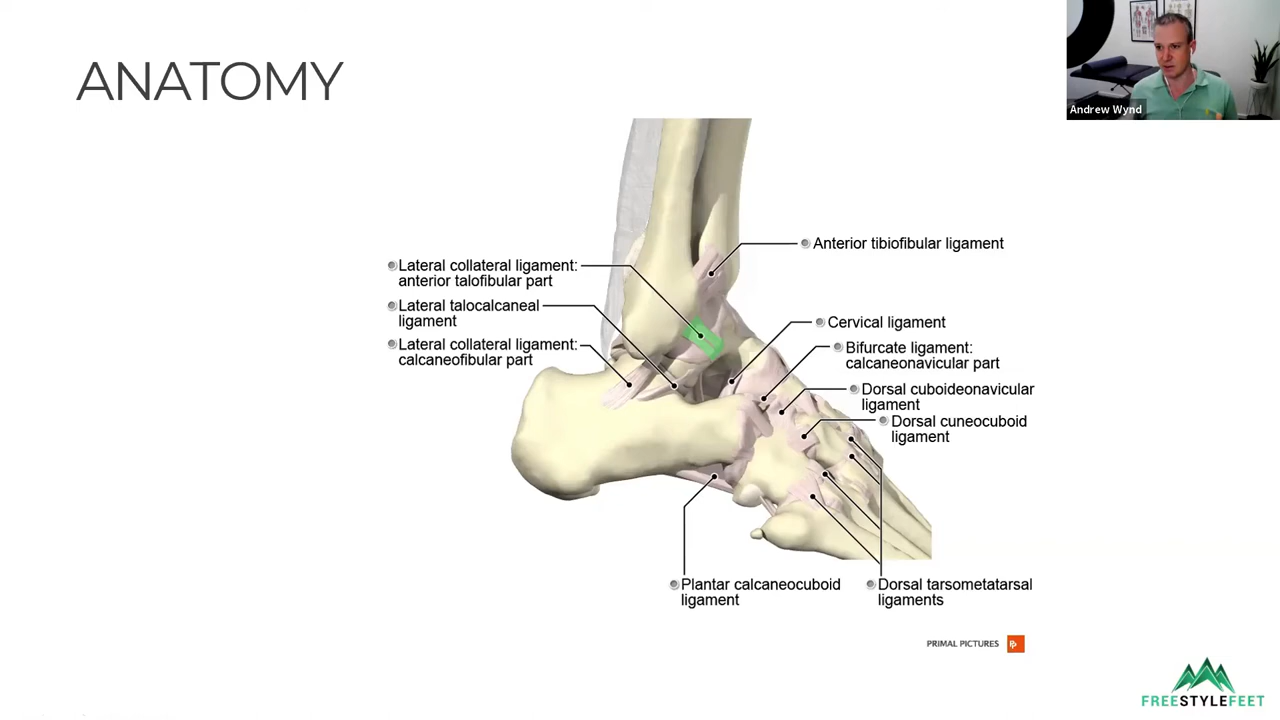 ANATOMY
Andrew Wynd
Anterior tibiofibular ligament
Lateral collateral ligament:
anterior talofibular part
Lateral talocalcaneal
ligament
Lateral collateral ligament:
calcaneofibular part
Cervical ligament
Bifurcate ligament:
calcaneonavicular part
Dorsal cuboideonavicular
ligament
Dorsal cuneocuboid
ligament
Plantar calcaneocuboid
ligament
Dorsal tarsometatarsal
ligaments
PRIMAL PICTURES
FREESTYLEFEET